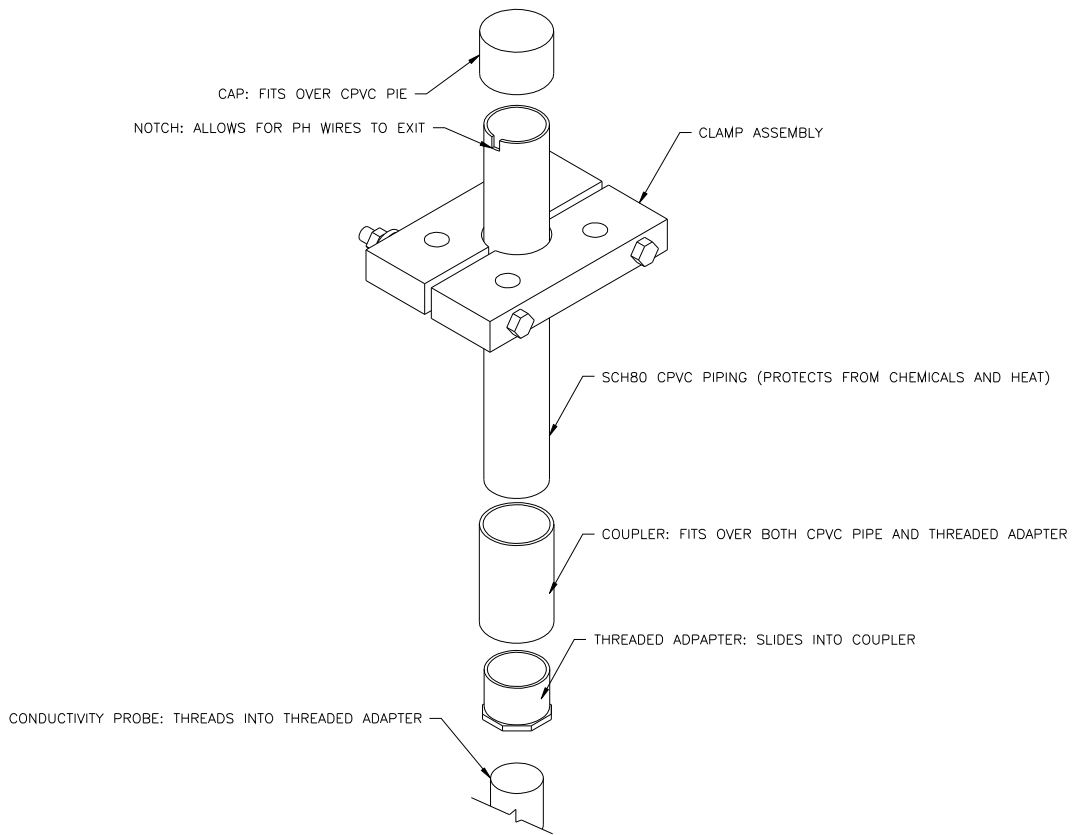 CAP: FITS OVER CPVC PIE
NOTCH: ALLOWS FOR PH WIRES TO EXIT
CLAMP ASSEMBLY
SCH80 CPVC PIPING (PROTECTS FROM CHEMICALS AND HEAT)
COUPLER: FITS OVER BOTH CPVC PIPE AND THREADED ADAPTER
THREADED ADPAPTER: SLIDES INTO COUPLER
CONDUCTIVITY PROBE: THREADS INTO THREADED ADAPTER